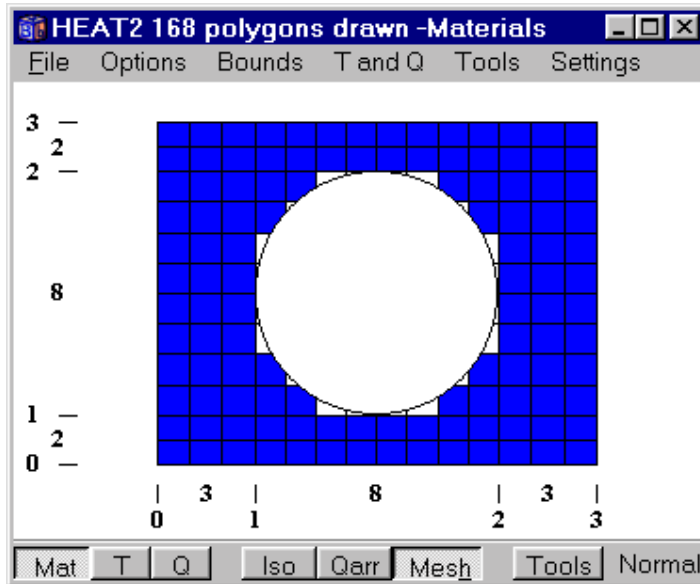 HEAT2 168 polygons drawn -Materials
File Options Bounds T and Q Tools Settings
3
2
2
8
1
2
0
3 8 3
0 1 2 3
Mat T Q Iso Qarr Mesh Tools Normal